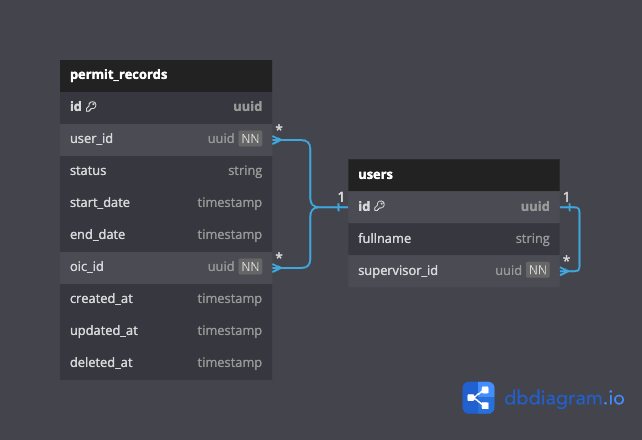 permit_records
id uuid
user_id uuid NN
status string
start_date timestamp
end_date timestamp
oic_id uuid NN
created_at timestamp
updated_at timestamp
deleted_at timestamp
*
*
1
users
id uuid
fullname string
supervisor_id uuid NN
1
*
dbdiagram.io